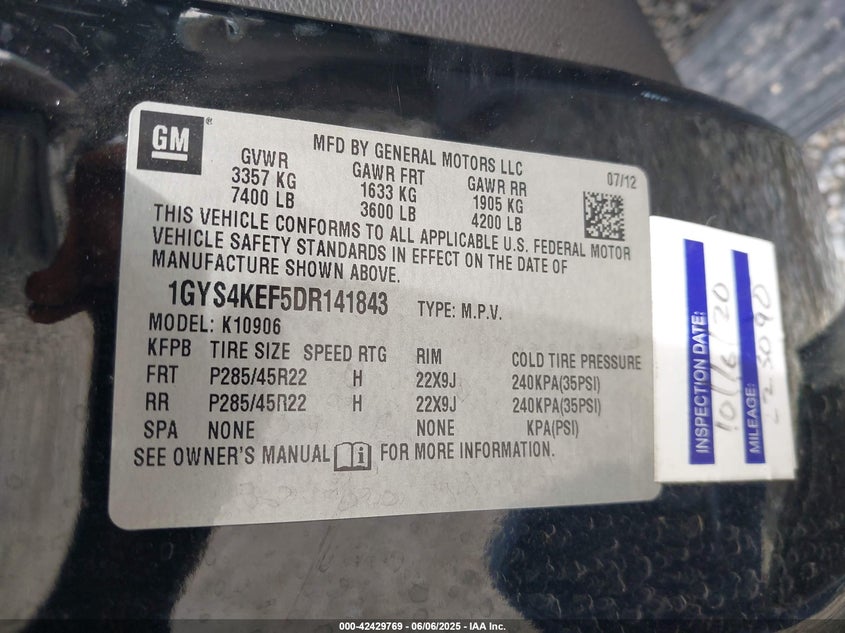 GM®
MFD BY GENERAL MOTORS LLC
07/12
GVWR GAWR FRT GAWR RR
3357 KG 1633 KG 1905 KG
7400 LB 3600 LB 4200 LB
THIS VEHICLE CONFORMS TO ALL APPLICABLE U.S. FEDERAL MOTOR
VEHICLE SAFETY STANDARDS IN EFFECT ON THE DATE OF
MANUFACTURE SHOWN ABOVE.
1GYS4KEF5DR141843 TYPE: M.P.V.
MODEL: K10906
KFPB TIRE SIZE SPEED RTG RIM COLD TIRE PRESSURE
FRT P285/45R22 H 22X9J 240KPA(35PSI)
RR P285/45R22 H 22X9J 240KPA(35PSI)
SPA NONE NONE KPA(PSI)
SEE OWNER'S MANUAL FOR MORE INFORMATION.
INSPECTION DATE:
10/16/20
MILEAGE:
000-42429769 - 06/06/2025 - IAA Inc.